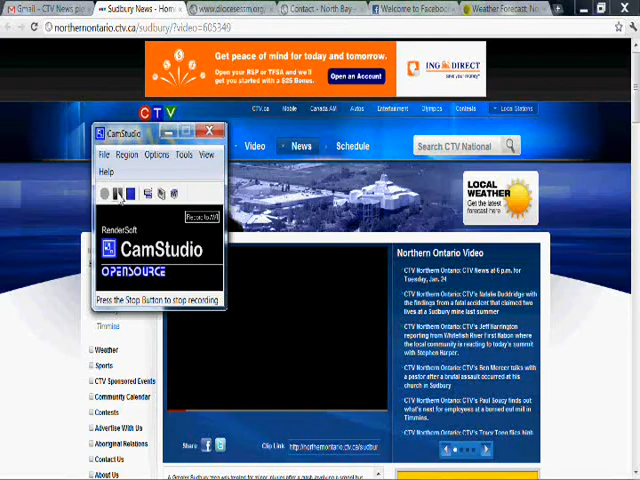 Gmail - CTV News pi
Sudbury News - Hom
www.diocesestm.org
Contact - North Bay
Welcome to Facebook
Weather Forecast: No
northernontario.ctv.ca/sudbury/?video=605349
Get peace of mind for today and tomorrow.
Open your RSP or TFSA and we'll
get you started with a $25 Bonus.
Open an Account
ING DIRECT
save your money
CTV
CTV.ca
Mobile
Canada AM
Autos
Entertainment
Olympics
Contests
Local Stations
Video
News
Schedule
Search CTV National
LOCAL
WEATHER
Get the latest
forecast here
CamStudio
File Region Options Tools View
Help
Record to AVI
RenderSoft
CamStudio
OPENSOURCE
Press the Stop Button to stop recording
Timmins
Weather
Sports
CTV Sponsored Events
Community Calendar
Contests
Advertise With Us
Aboriginal Relations
Contact Us
About Us
Northern Ontario Video
CTV Northern Ontario: CTV News at 6 p.m. for
Tuesday, Jan. 24
CTV Northern Ontario: CTV's Natalie Duddridge with
the findings from a fatal accident that claimed two
lives at a Sudbury mine last summer
CTV Northern Ontario: CTV's Jeff Harrington
reporting from Whitefish River First Nation where
the local community is reacting to today's summit
with Stephen Harper.
CTV Northern Ontario: CTV's Ben Mercer talks with
a pastor after a brutal assault occurred at his
church in Sudbury
CTV Northern Ontario: CTV's Paul Soucy finds out
what's next for employees at a burned out mill in
Timmins.
Share
Clip Link
http://northernontario.ctv.ca/sudbur